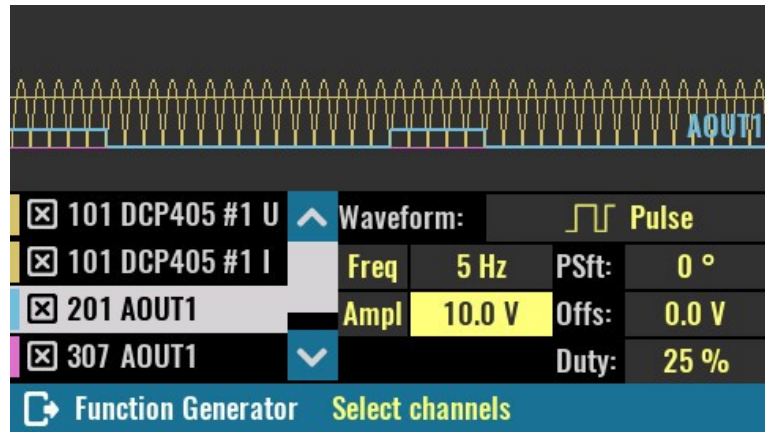 AOUT1
101 DCP405 #1 U
Waveform: Pulse
101 DCP405 #1 I
Freq 5 Hz PSft: 0 °
201 AOUT1
Ampl 10.0 V Offs: 0.0 V
307 AOUT1
Duty: 25 %
Function Generator Select channels